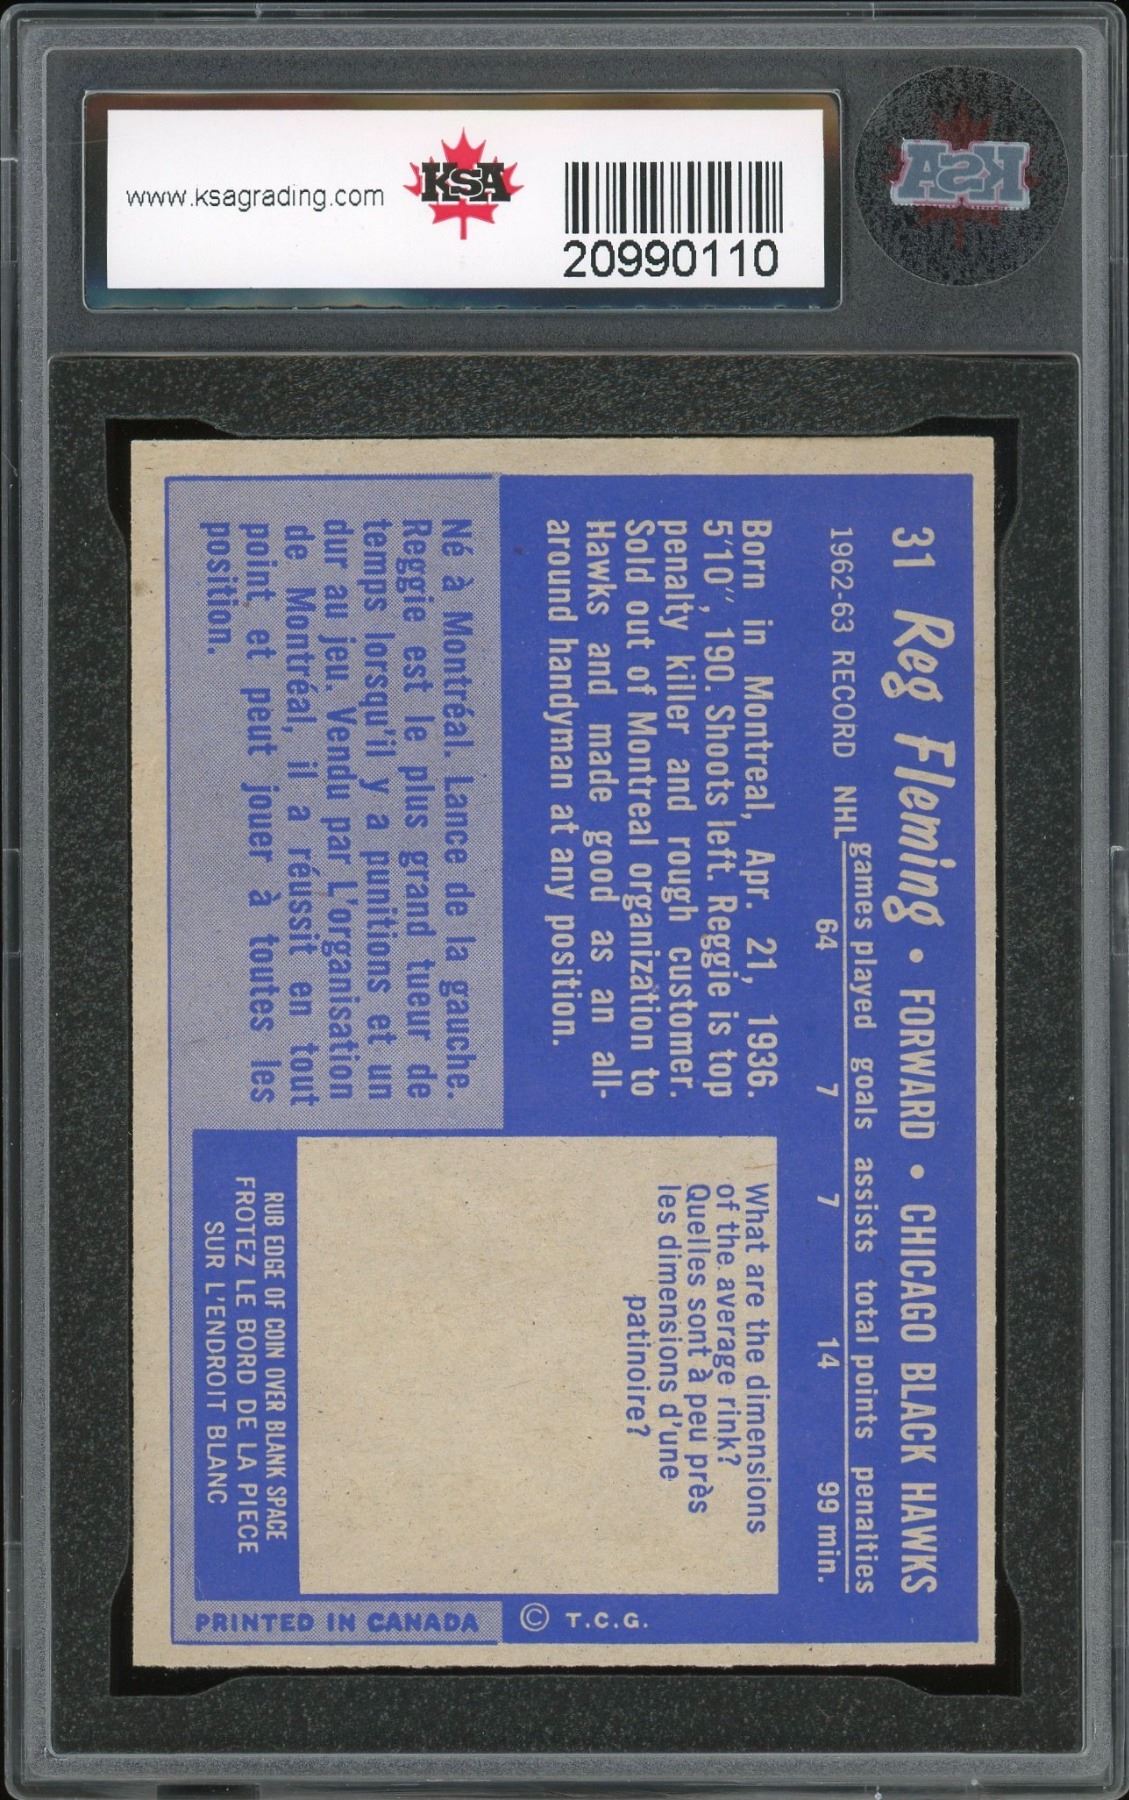 www.ksagrading.com
KSA
20990110
KSA
31 Reg Fleming • FORWARD • CHICAGO BLACK HAWKS
games played goals assists total points penalties
1962-63 RECORD NHL 64 7 7 14 99 min.
Born in Montreal, Apr. 21, 1936.
5'10", 190. Shoots left. Reggie is top
penalty killer and rough customer.
Sold out of Montreal organization to
Hawks and made good as an all-
around handyman at any position.
Né à Montréal. Lance de la gauche.
Reggie est le plus grand tueur de
temps lorsqu'il y a punitions et un
dur au jeu. Vendu par L'organisation
de Montréal, il a réussit en tout
point, et peut jouer à toutes les
position.
What are the dimensions
of the average rink?
Quelles sont à peu près
les dimensions d'une
patinoire?
RUB EDGE OF COIN OVER BLANK SPACE
FROTEZ LE BORD DE LA PIECE
SUR L'ENDROIT BLANC
© T.C.G.
PRINTED IN CANADA